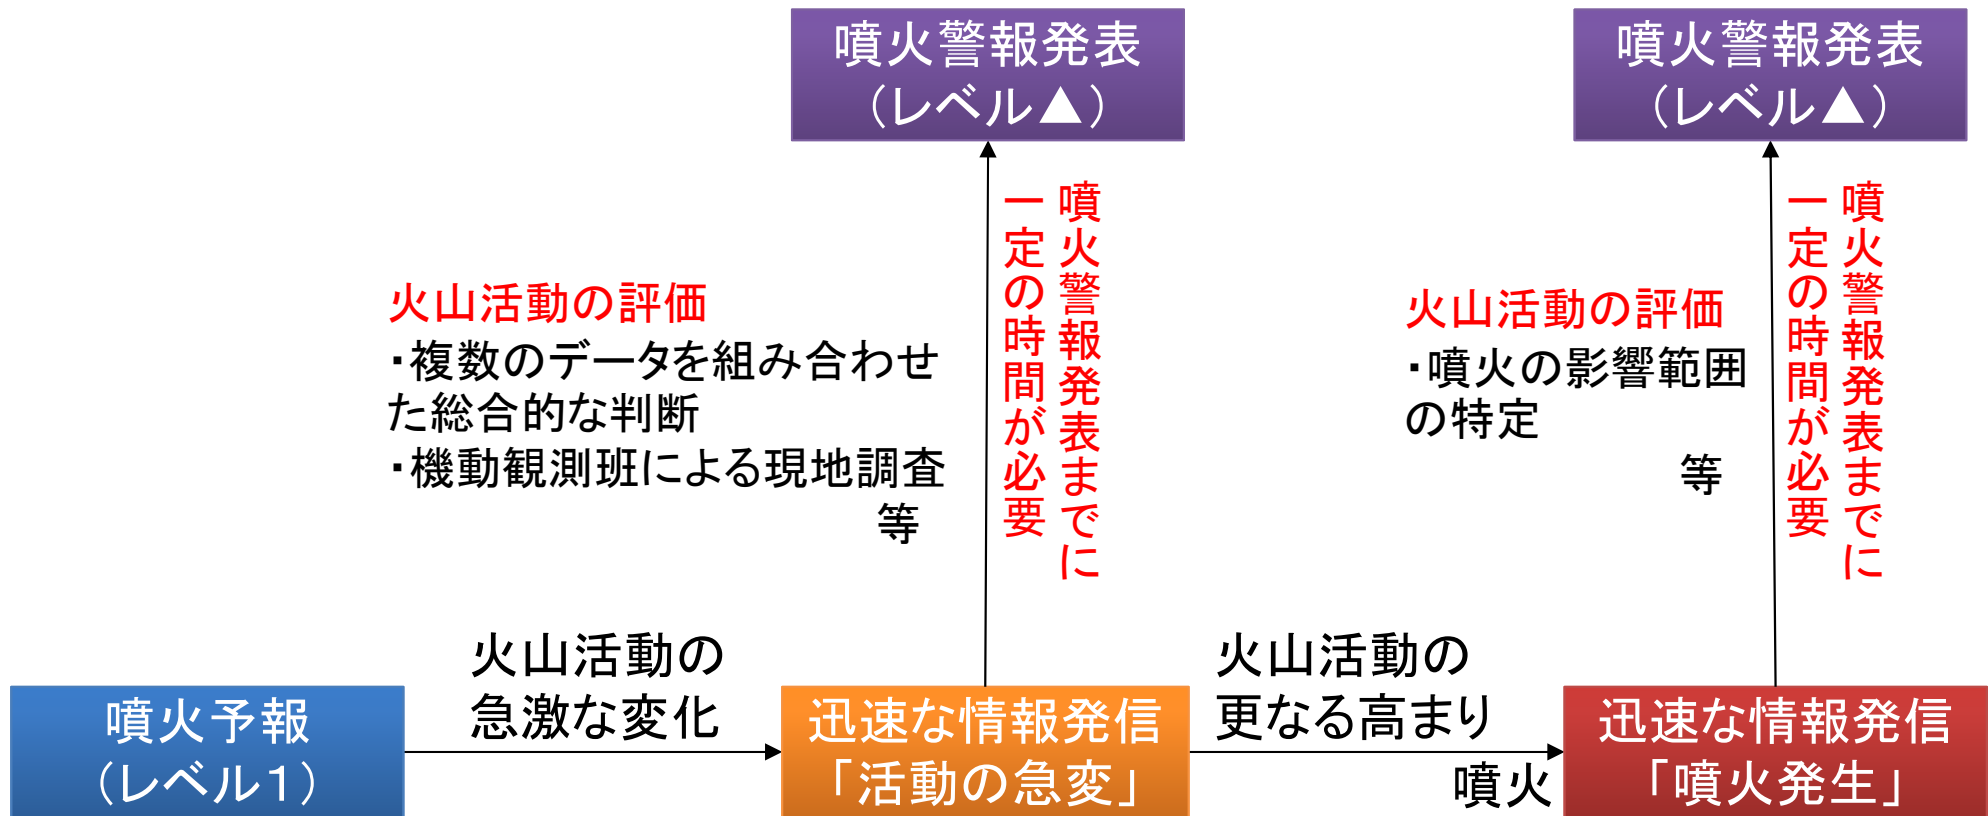 噴火警報発表
（レベル▲）
噴火警報発表
（レベル▲）
火山活動の評価
・複数のデータを組み合わせ
た総合的な判断
・機動観測班による現地調査
等
噴火警報発表までに
一定の時間が必要
火山活動の評価
・噴火の影響範囲
の特定
等
噴火警報発表までに
一定の時間が必要
噴火予報
（レベル１）
火山活動の
急激な変化
迅速な情報発信
「活動の急変」
火山活動の
更なる高まり
噴火
迅速な情報発信
「噴火発生」